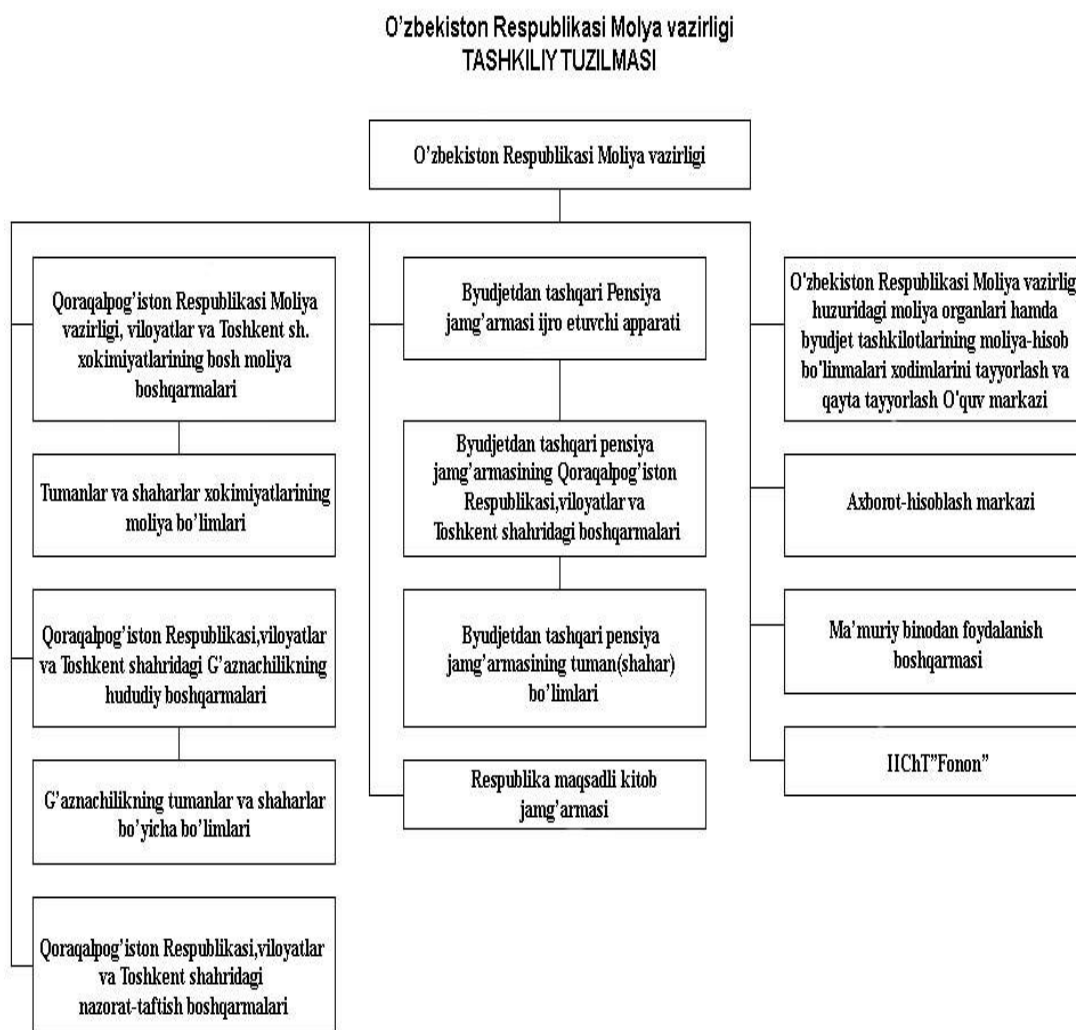 O'zbekiston Respublikasi Molya vazirligi
TASHKILIY TUZILMASI
O'zbekiston Respublikasi Moliya vazirligi
Qoraqalpog'iston Respublikasi Moliya
vazirligi, viloyatlar va Toshkent sh.
xokimiyatlarining bosh moliya
boshqarmalari
Tumanlar va shaharlar xokimiyatlarining
moliya bo'limlari
Qoraqalpog'iston Respublikasi,viloyatlar
va Toshkent shahridagi G'aznachilikning
hududiy boshqarmalari
G'aznachilikning tumanlar va shaharlar
bo'yicha bo'limlari
Qoraqalpog'iston Respublikasi,viloyatlar
va Toshkent shahridagi
nazorat-taftish boshqarmalari
Byudjetdan tashqari Pensiya
jamg'armasi ijro etuvchi apparati
Byudjetdan tashqari pensiya
jamg'armasining Qoraqalpog'iston
Respublikasi,viloyatlar va
Toshkent shahridagi boshqarmalari
Byudjetdan tashqari pensiya
jamg'armasining tuman(shahar)
bo'limlari
Respublika maqsadli kitob
jamg'armasi
O'zbekiston Respublikasi Moliya vazirlig
huzuridagi moliya organlari hamda
byudjet tashkilotlarining moliya-hisob
bo'linmalari xodimlarini tayyorlash va
qayta tayyorlash O'quv markazi
Axborot-hisoblash markazi
Ma'muriy binodan foydalanish
boshqarmasi
IIChT"Fonon"